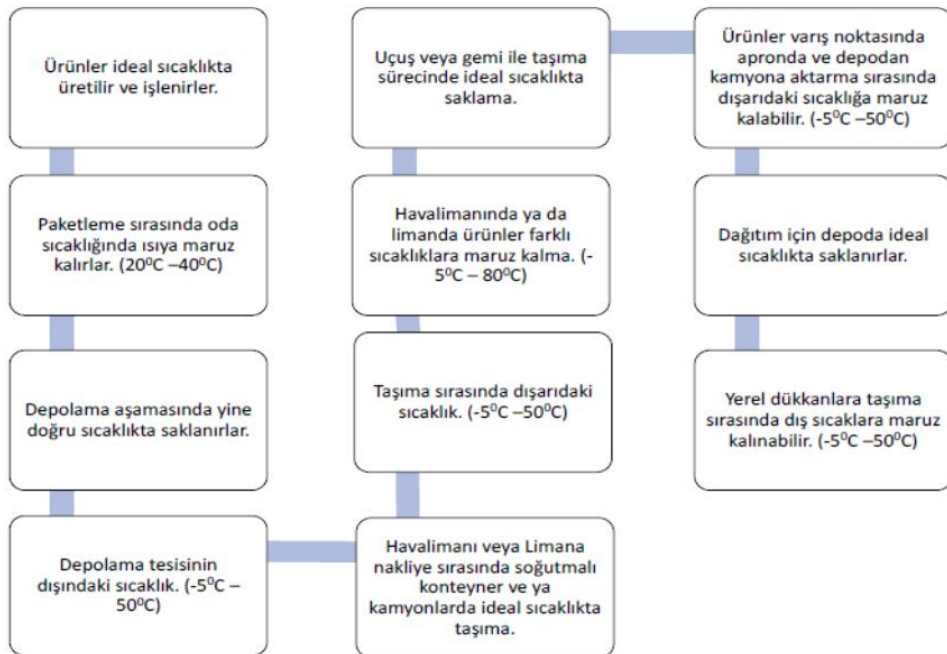 Ürünler ideal sıcaklıkta
üretilir ve işlenirler.
Paketleme sırasında oda
sıcaklığında ısıya maruz
kalırlar. (20⁰C –40⁰C)
Depolama aşamasında yine
doğru sıcaklıkta saklanırlar.
Depolama tesisinin
dışındaki sıcaklık. (-5⁰C –
50⁰C)
Havalimanı veya Limana
nakliye sırasında soğutmalı
konteyner ve ya
kamyonlarda ideal sıcaklıkta
taşıma.
Taşıma sırasında dışarıdaki
sıcaklık. (-5⁰C –50⁰C)
Havalimanında ya da
limanda ürünler farklı
sıcaklıklara maruz kalma. (-
5⁰C – 80⁰C)
Uçuş veya gemi ile taşıma
sürecinde ideal sıcaklıkta
saklama.
Ürünler varış noktasında
apronda ve depodan
kamyona aktarma sırasında
dışarıdaki sıcaklığa maruz
kalabilir. (-5⁰C –50⁰C)
Dağıtım için depoda ideal
sıcaklıkta saklanırlar.
Yerel dükkanlara taşıma
sırasında dış sıcaklara maruz
kalınabilir. (-5⁰C –50⁰C)